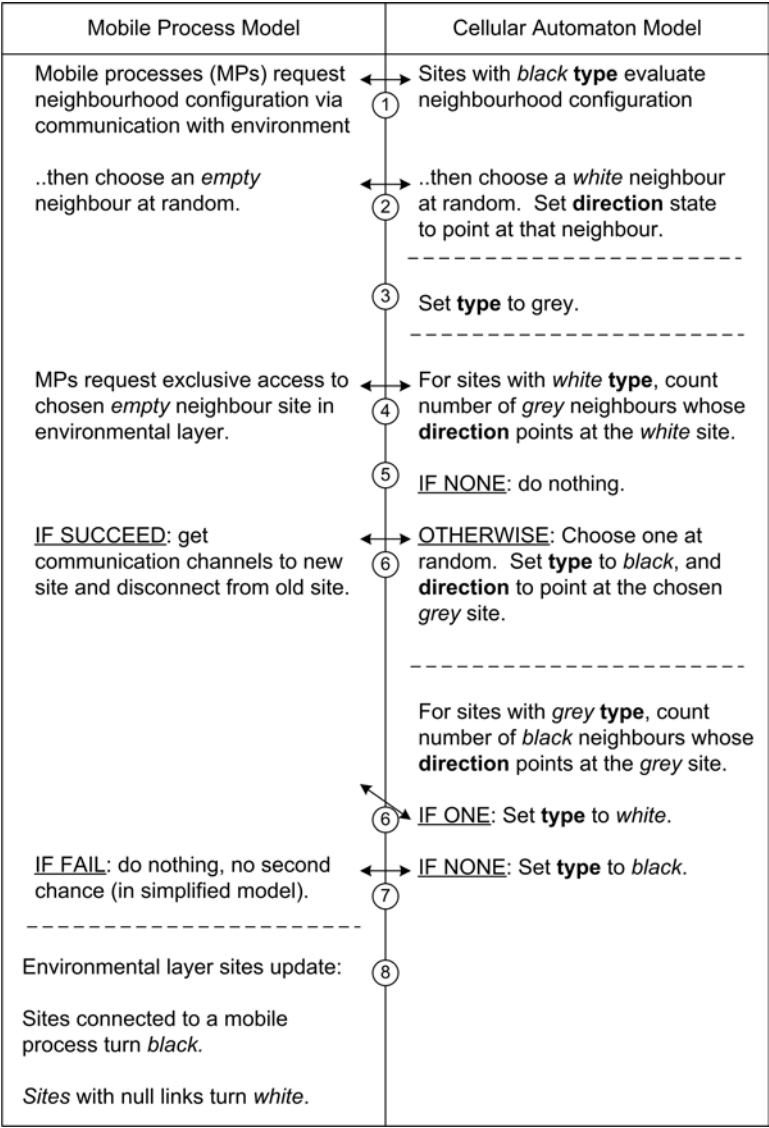 Mobile Process Model
Cellular Automaton Model
Mobile processes (MPs) request
neighbourhood configuration via
communication with environment
Sites with black type evaluate
neighbourhood configuration
1
..then choose an empty
neighbour at random.
..then choose a white neighbour
at random. Set direction state
to point at that neighbour.
2
3
Set type to grey.
MPs request exclusive access to
chosen empty neighbour site in
environmental layer.
For sites with white type, count
number of grey neighbours whose
direction points at the white site.
4
5
IF NONE: do nothing.
IF SUCCEED: get
communication channels to new
site and disconnect from old site.
OTHERWISE: Choose one at
random. Set type to black, and
direction to point at the chosen
grey site.
6
For sites with grey type, count
number of black neighbours whose
direction points at the grey site.
6
IF ONE: Set type to white.
IF FAIL: do nothing, no second
chance (in simplified model).
IF NONE: Set type to black.
7
Environmental layer sites update:
8
Sites connected to a mobile
process turn black.
Sites with null links turn white.